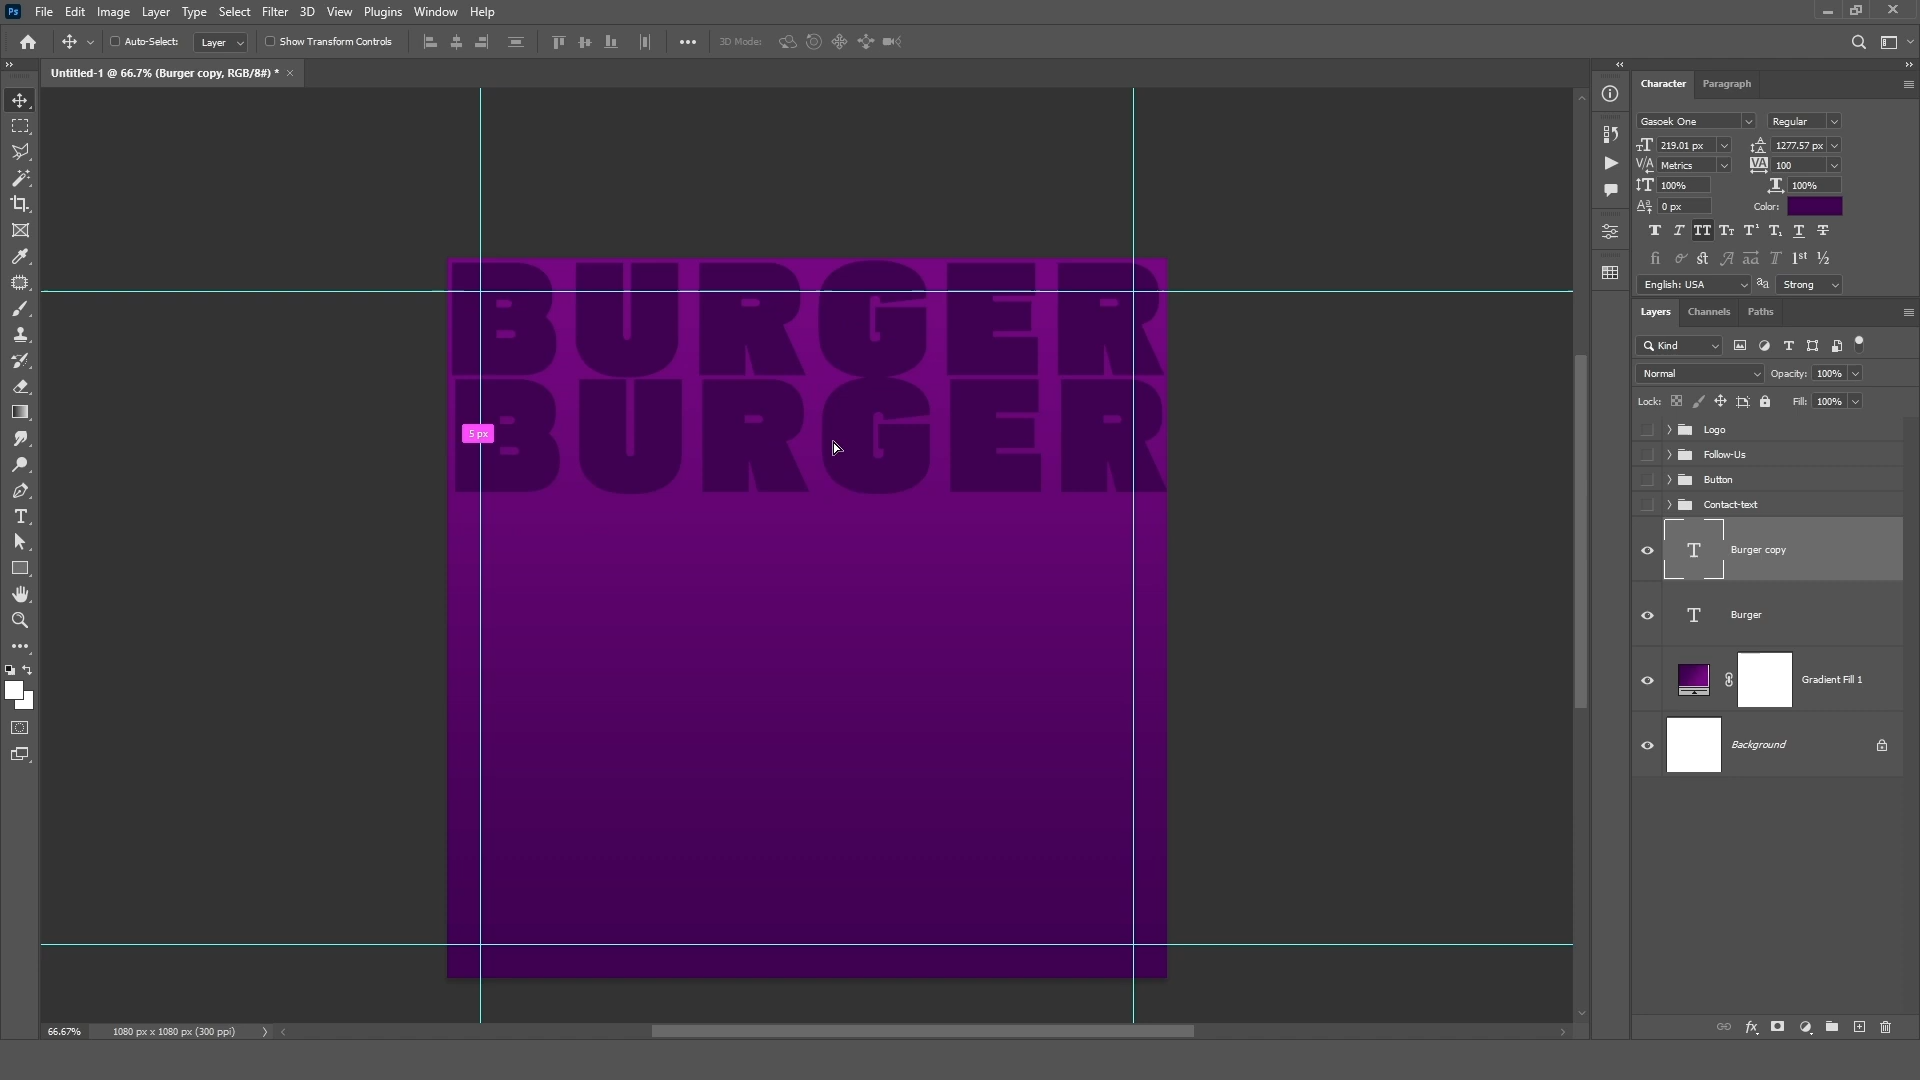 Ps File Edit Image Layer Type Select Filter 3D View Plugins Window Help
Auto-Select: Layer Show Transform Controls 3D Mode:
Untitled-1 @ 66.7% (Burger copy, RGB/8#) *
Character Paragraph
Gasoek One Regular
219.01 px 1277.57 px
Metrics 100
100% 100%
0 px Color:
English: USA Strong
Layers Channels Paths
Kind
Normal Opacity: 100%
Lock: Fill: 100%
Logo
Follow-Us
Button
Contact-text
Burger copy
Burger
Gradient Fill 1
Background
BURGER
BURGER
5 px
66.67% 1080 px x 1080 px (300 ppi)